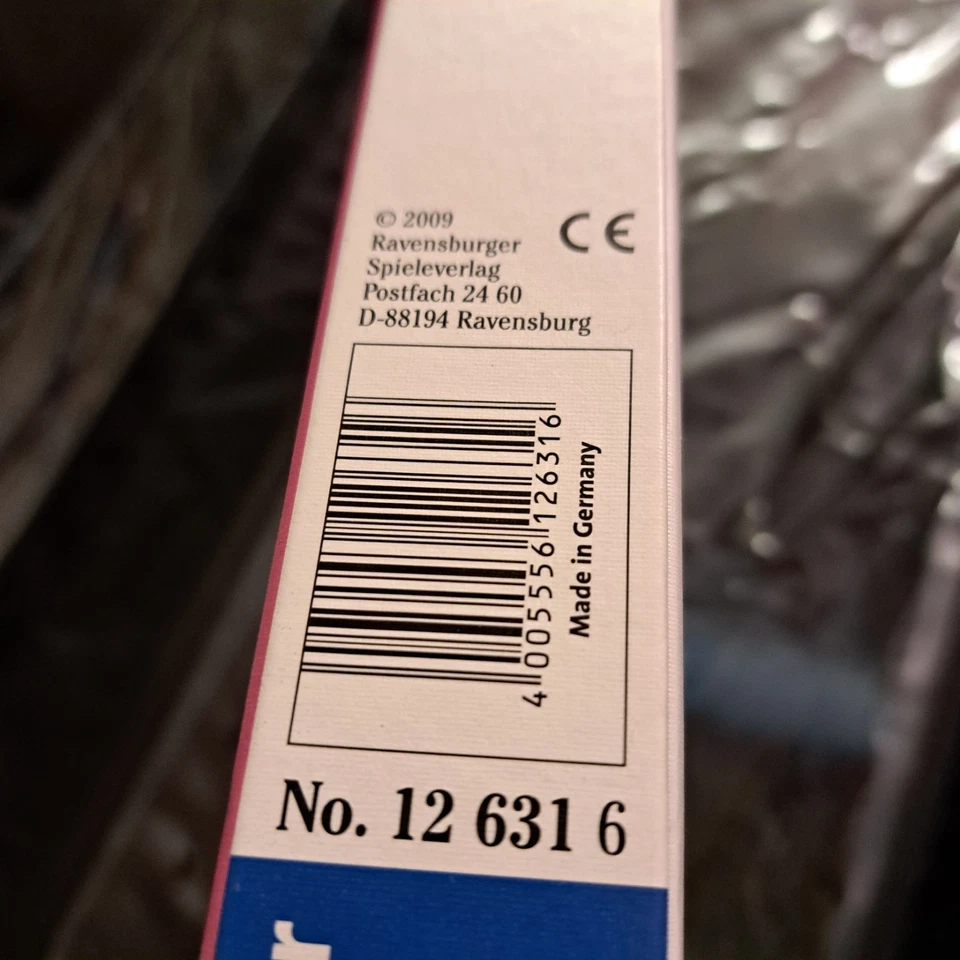 © 2009
Ravensburger
Spieleverlag
Postfach 24 60
D-88194 Ravensburg
CE
4 005556 126316
Made in Germany
No. 12 631 6
r